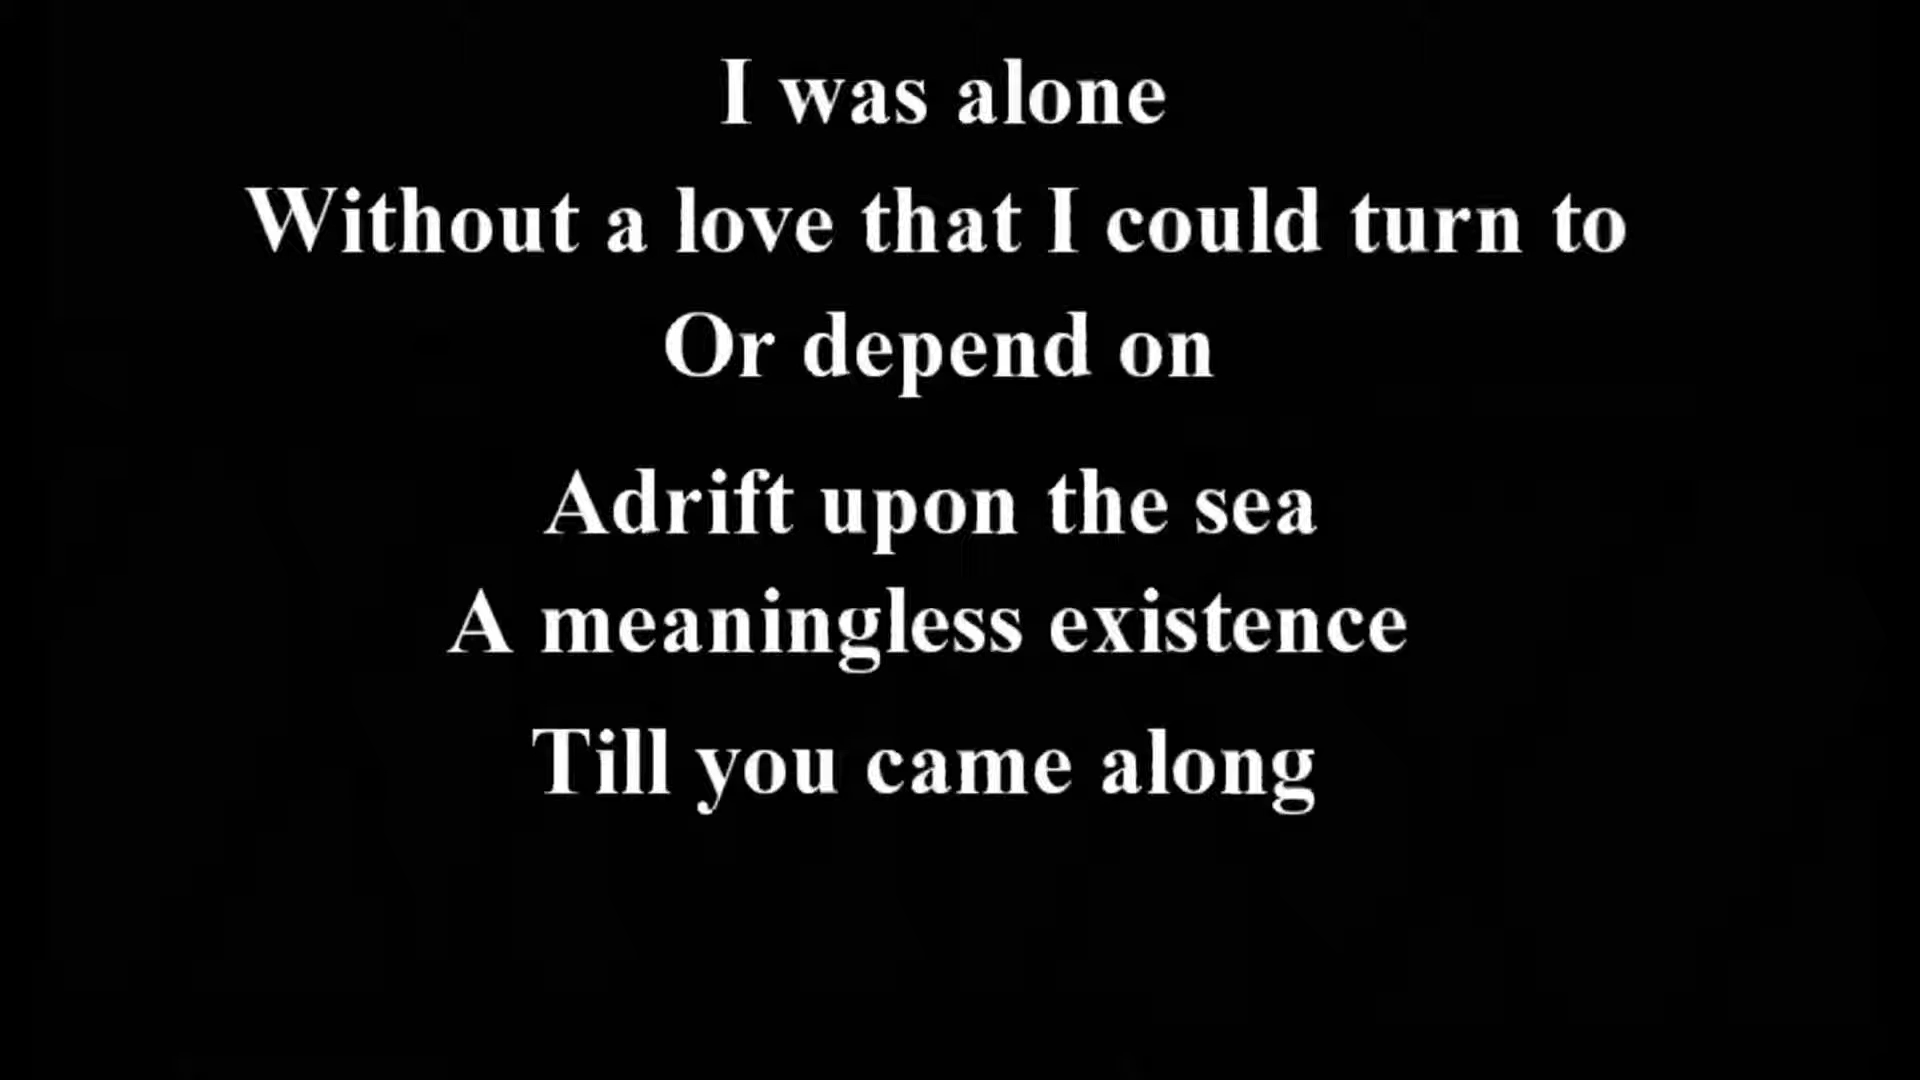 I was alone
Without a love that I could turn to
Or depend on
Adrift upon the sea
A meaningless existence
Till you came along